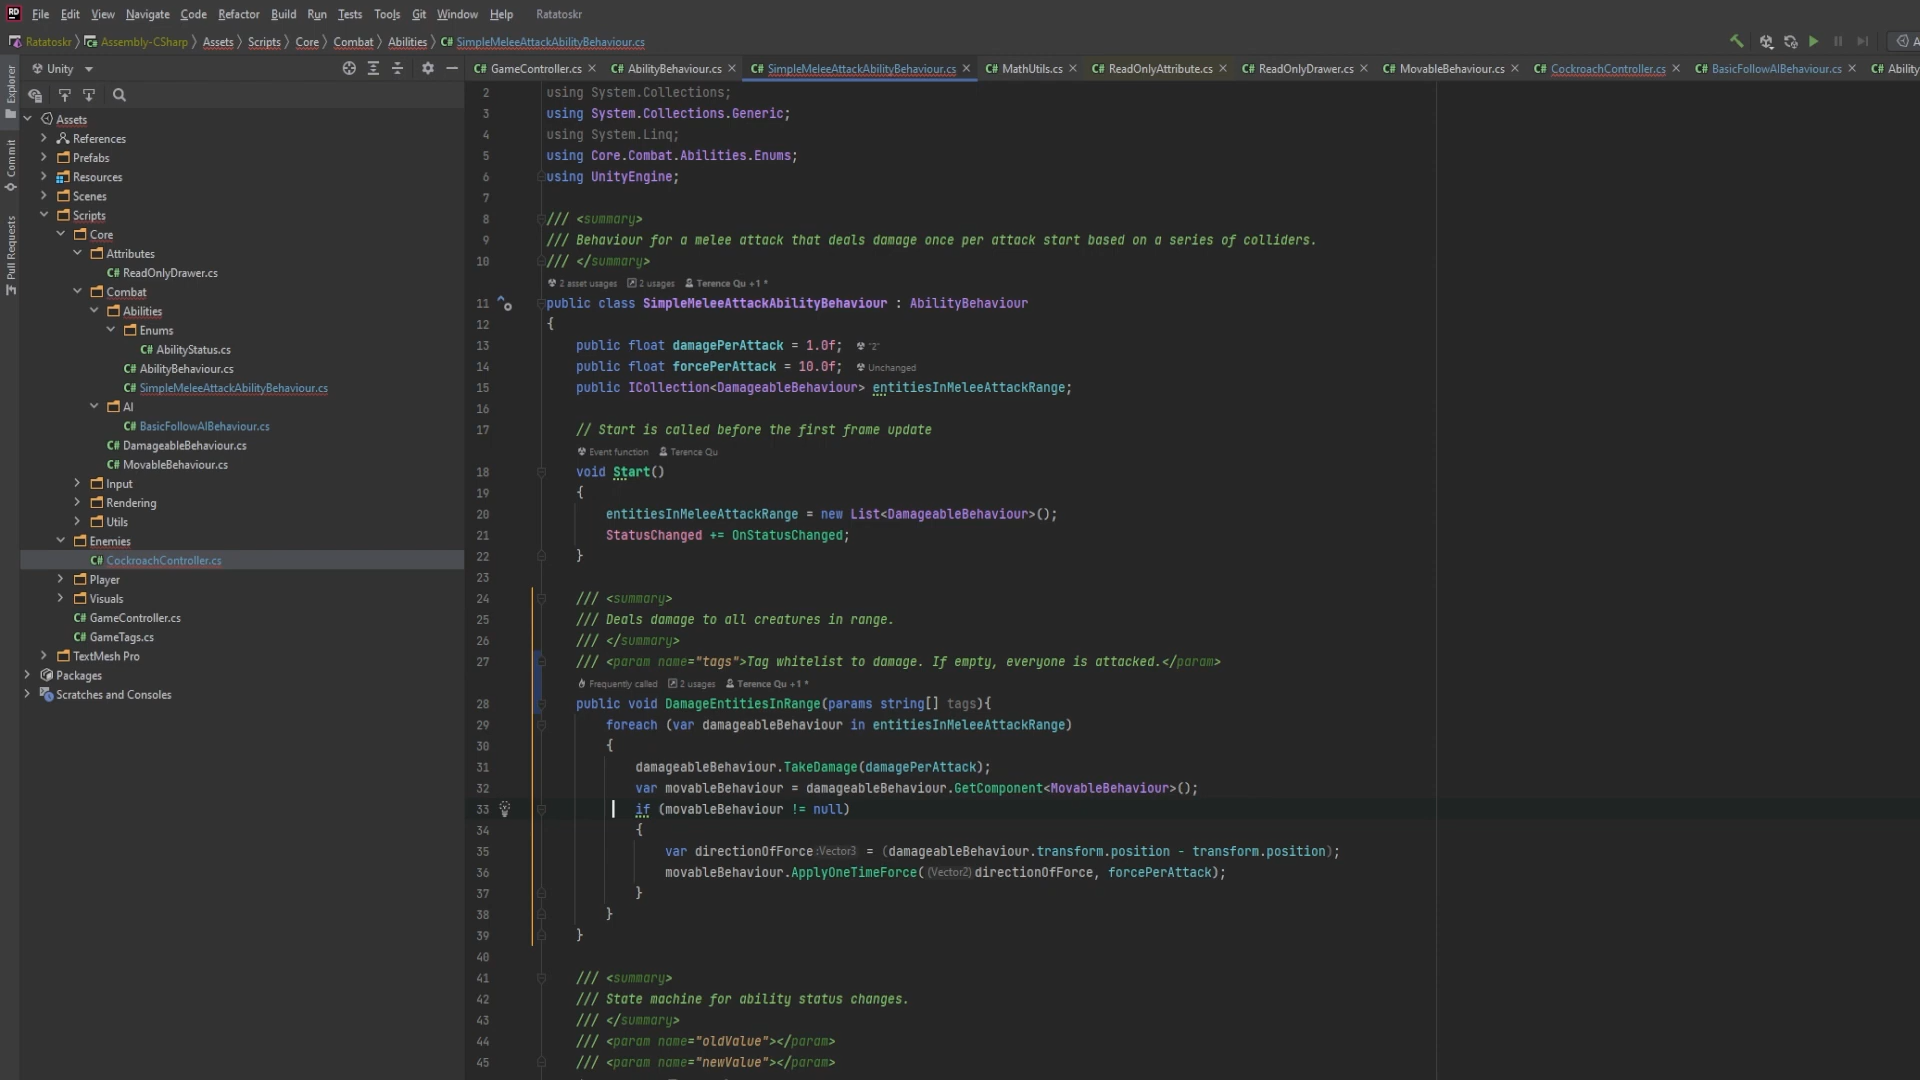 RD File Edit View Navigate Code Refactor Build Run Tests Tools Git Window Help Ratatoskr
Ratatoskr Assembly-CSharp Assets Scripts Core Combat Abilities C# SimpleMeleeAttackAbilityBehaviour.cs
Unity
C# GameController.cs C# AbilityBehaviour.cs C# SimpleMeleeAttackAbilityBehaviour.cs C# MathUtils.cs C# ReadOnlyAttribute.cs C# ReadOnlyDrawer.cs C# MovableBehaviour.cs C# CockroachController.cs C# BasicFollowAIBehaviour.cs C# Ability
Explorer
Commit
Pull Requests
Assets
References
Prefabs
Resources
Scenes
Scripts
Core
Attributes
C# ReadOnlyDrawer.cs
Combat
Abilities
Enums
C# AbilityStatus.cs
C# AbilityBehaviour.cs
C# SimpleMeleeAttackAbilityBehaviour.cs
AI
C# BasicFollowAIBehaviour.cs
C# DamageableBehaviour.cs
C# MovableBehaviour.cs
Input
Rendering
Utils
Enemies
C# CockroachController.cs
Player
Visuals
C# GameController.cs
C# GameTags.cs
TextMesh Pro
Packages
Scratches and Consoles
2 using System.Collections;
3 using System.Collections.Generic;
4 using System.Linq;
5 using Core.Combat.Abilities.Enums;
6 using UnityEngine;
7
8 /// <summary>
9 /// Behaviour for a melee attack that deals damage once per attack start based on a series of colliders.
10 /// </summary>
2 asset usages 2 usages Terence Qu +1 *
11 public class SimpleMeleeAttackAbilityBehaviour : AbilityBehaviour
12 {
13 public float damagePerAttack = 1.0f; "2"
14 public float forcePerAttack = 10.0f; Unchanged
15 public ICollection<DamageableBehaviour> entitiesInMeleeAttackRange;
16
17 // Start is called before the first frame update
Event function Terence Qu
18 void Start()
19 {
20 entitiesInMeleeAttackRange = new List<DamageableBehaviour>();
21 StatusChanged += OnStatusChanged;
22 }
23
24 /// <summary>
25 /// Deals damage to all creatures in range.
26 /// </summary>
27 /// <param name="tags">Tag whitelist to damage. If empty, everyone is attacked.</param>
Frequently called 2 usages Terence Qu +1 *
28 public void DamageEntitiesInRange(params string[] tags){
29 foreach (var damageableBehaviour in entitiesInMeleeAttackRange)
30 {
31 damageableBehaviour.TakeDamage(damagePerAttack);
32 var movableBehaviour = damageableBehaviour.GetComponent<MovableBehaviour>();
33 if (movableBehaviour != null)
34 {
35 var directionOfForce :Vector3 = (damageableBehaviour.transform.position - transform.position);
36 movableBehaviour.ApplyOneTimeForce( (Vector2) directionOfForce, forcePerAttack);
37 }
38 }
39 }
40
41 /// <summary>
42 /// State machine for ability status changes.
43 /// </summary>
44 /// <param name="oldValue"></param>
45 /// <param name="newValue"></param>